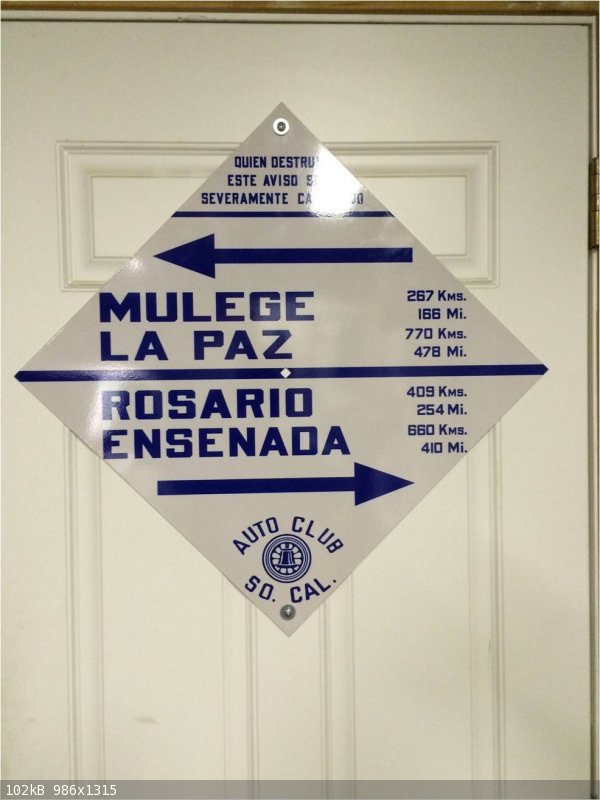 QUIEN DESTRU
ESTE AVISO S
SEVERAMENTE CA
MULEGE 267 KMS.
166 MI.
LA PAZ 770 KMS.
478 MI.
ROSARIO 409 KMS.
254 MI.
ENSENADA 660 KMS.
410 MI.
AUTO CLUB
SO. CAL.
102kB 986x1315